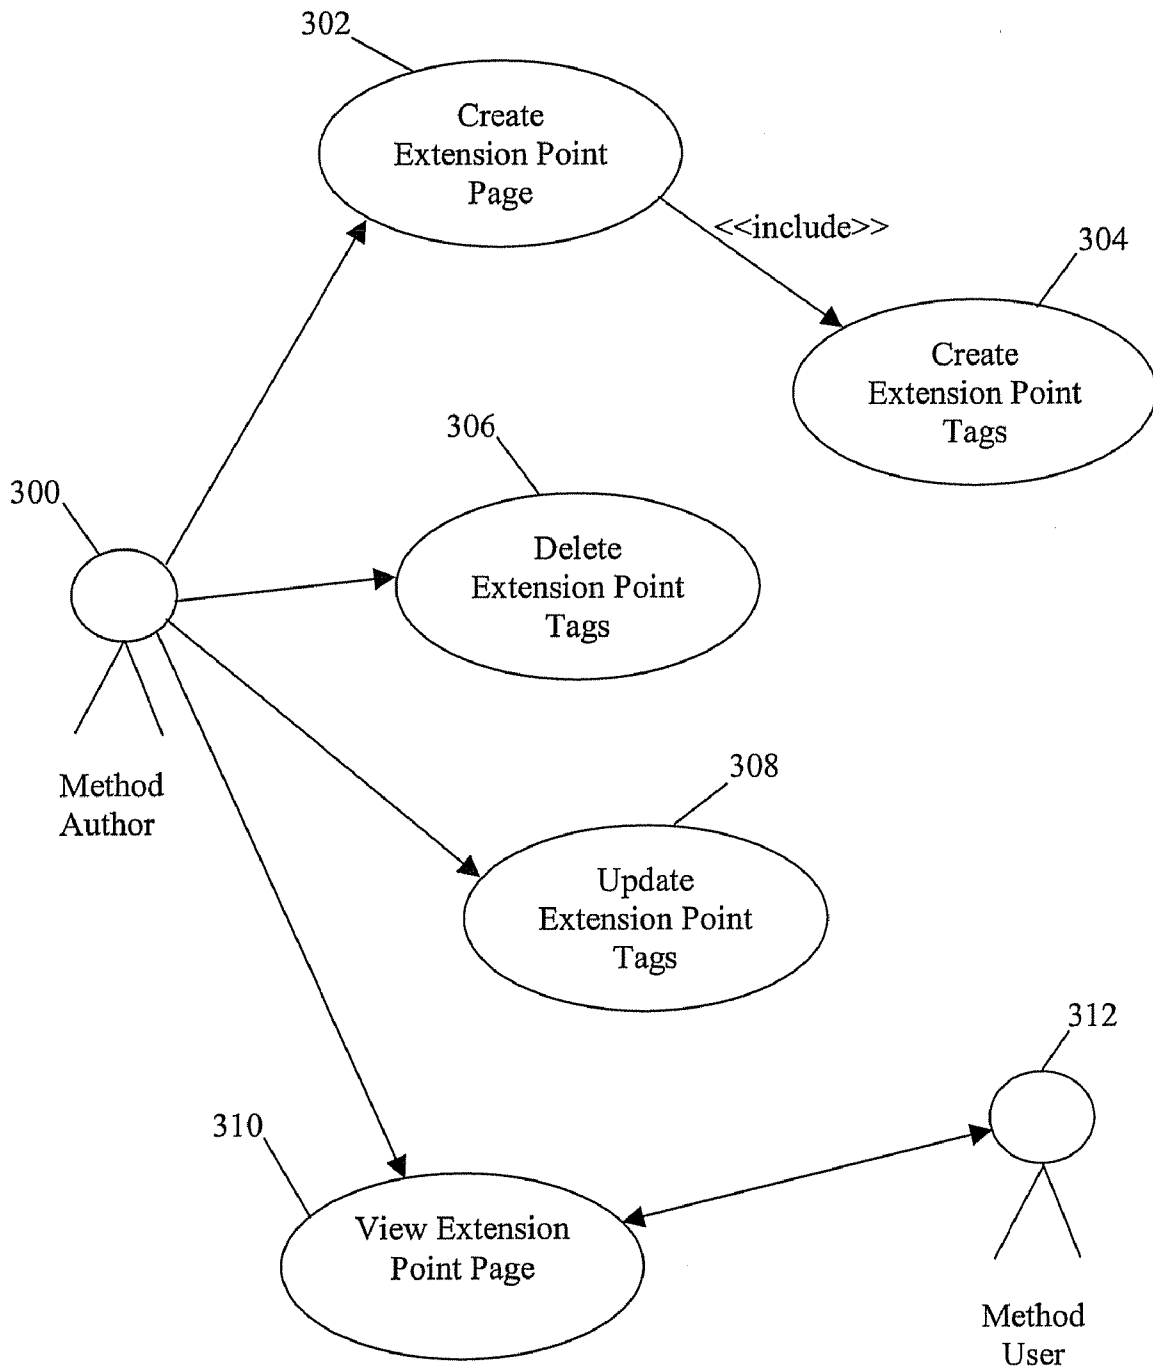 302
Create
Extension Point
Page
<<include>>
304
Create
Extension Point
Tags
306
300
Delete
Extension Point
Tags
Method
Author
308
Update
Extension Point
Tags
312
310
View Extension
Point Page
Method
User